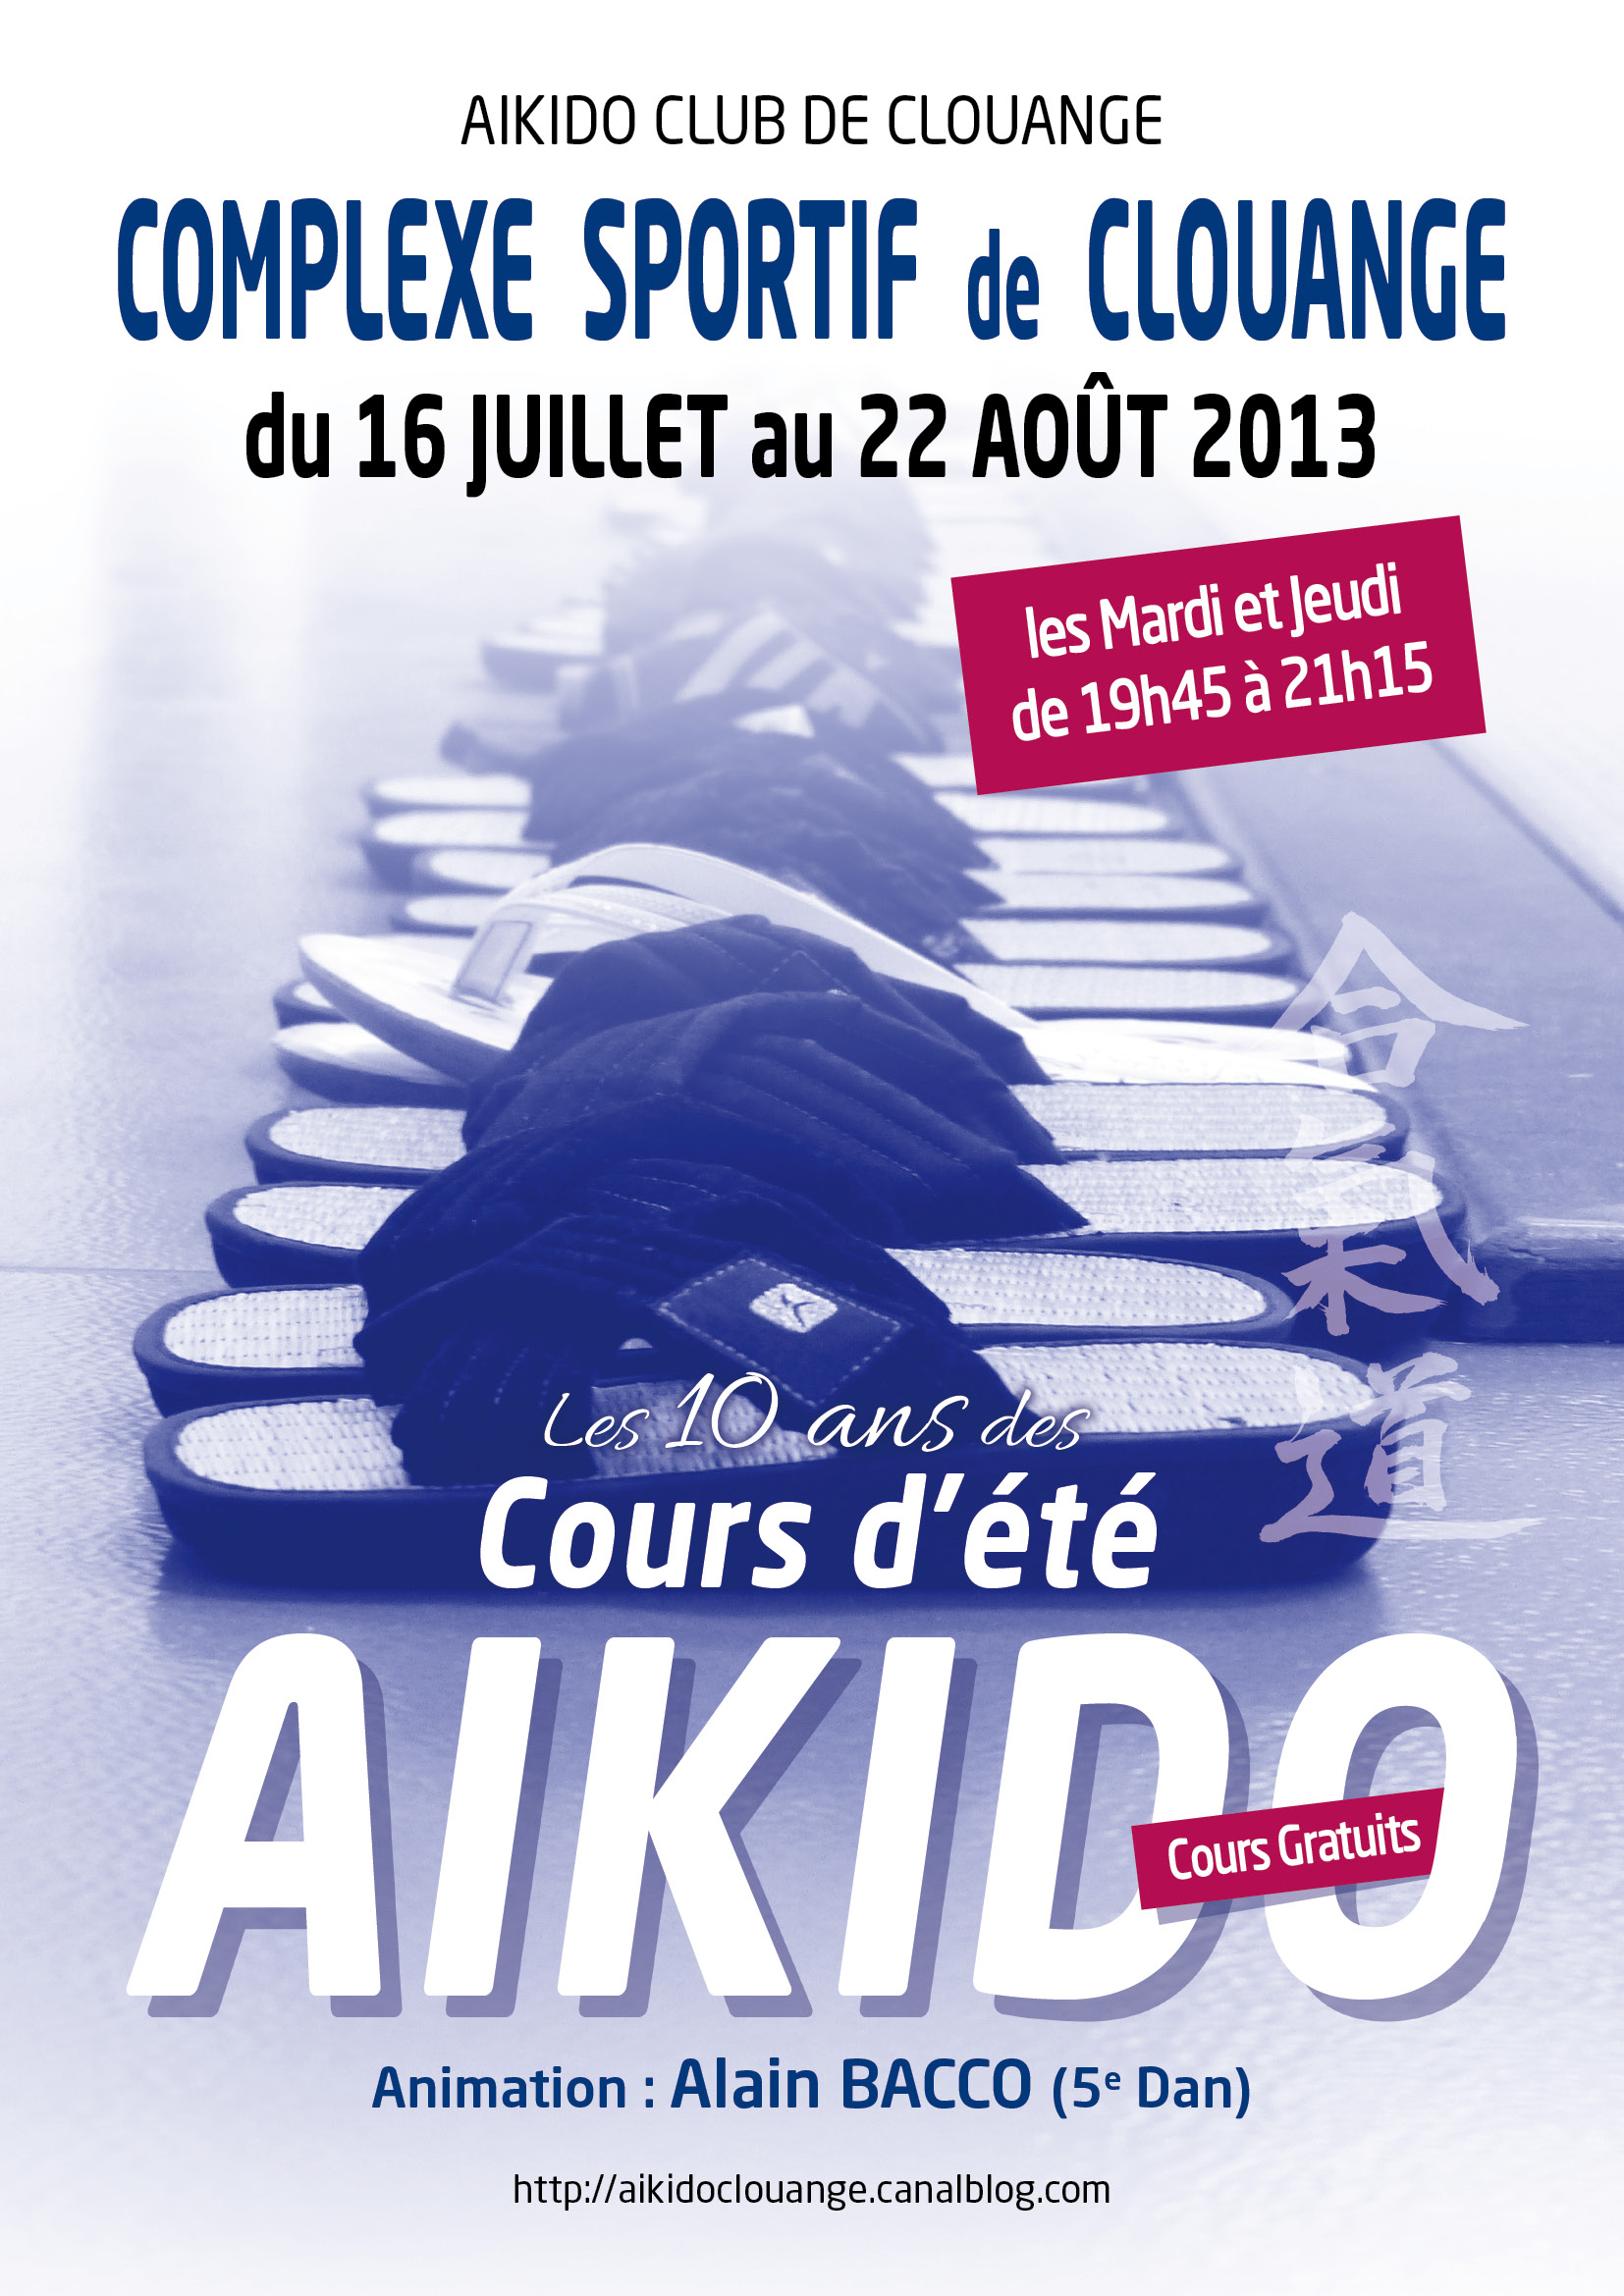 AIKIDO CLUB DE CLOUANGE
COMPLEXE SPORTIF de CLOUANGE
du 16 JUILLET au 22 AOÛT 2013
les Mardi et Jeudi
de 19h45 à 21h15
合
氣
道
Les 10 ans des
Cours d'été
AIKIDO
Cours Gratuits
Animation : Alain BACCO (5e Dan)
http://aikidoclouange.canalblog.com